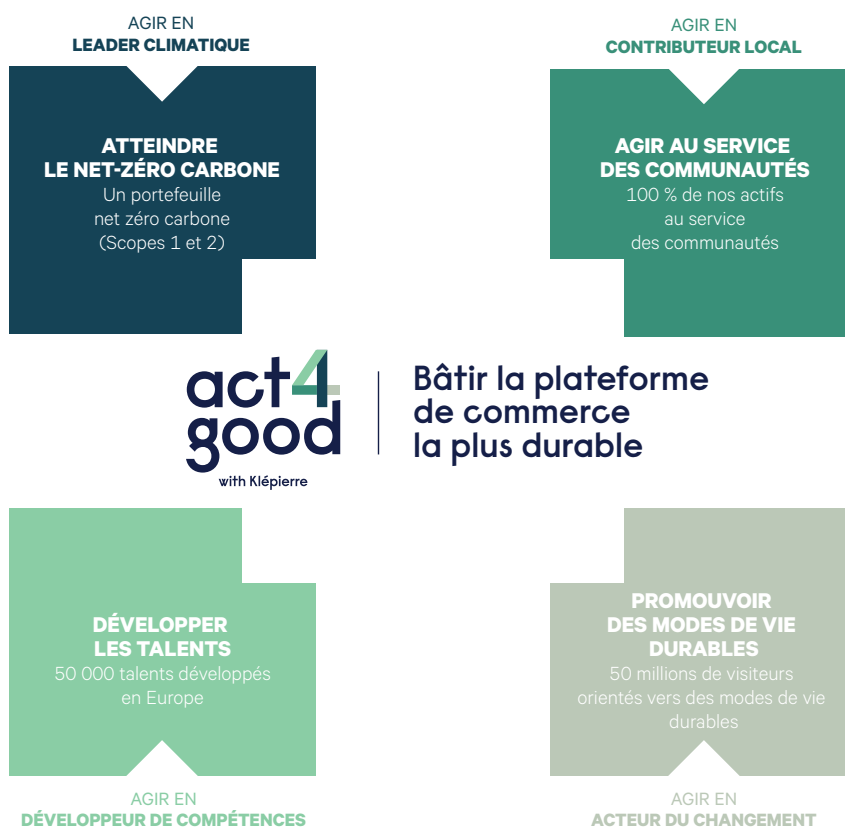 AGIR EN
LEADER CLIMATIQUE
ATTEINDRE
LE NET-ZÉRO CARBONE
Un portefeuille
net zéro carbone
(Scopes 1 et 2)
AGIR EN
CONTRIBUTEUR LOCAL
AGIR AU SERVICE
DES COMMUNAUTÉS
100 % de nos actifs
au service
des communautés
act4
good
with Klépierre
Bâtir la plateforme
de commerce
la plus durable
DÉVELOPPER
LES TALENTS
50 000 talents développés
en Europe
AGIR EN
DÉVELOPPEUR DE COMPÉTENCES
PROMOUVOIR
DES MODES DE VIE
DURABLES
50 millions de visiteurs
orientés vers des modes de vie
durables
AGIR EN
ACTEUR DU CHANGEMENT